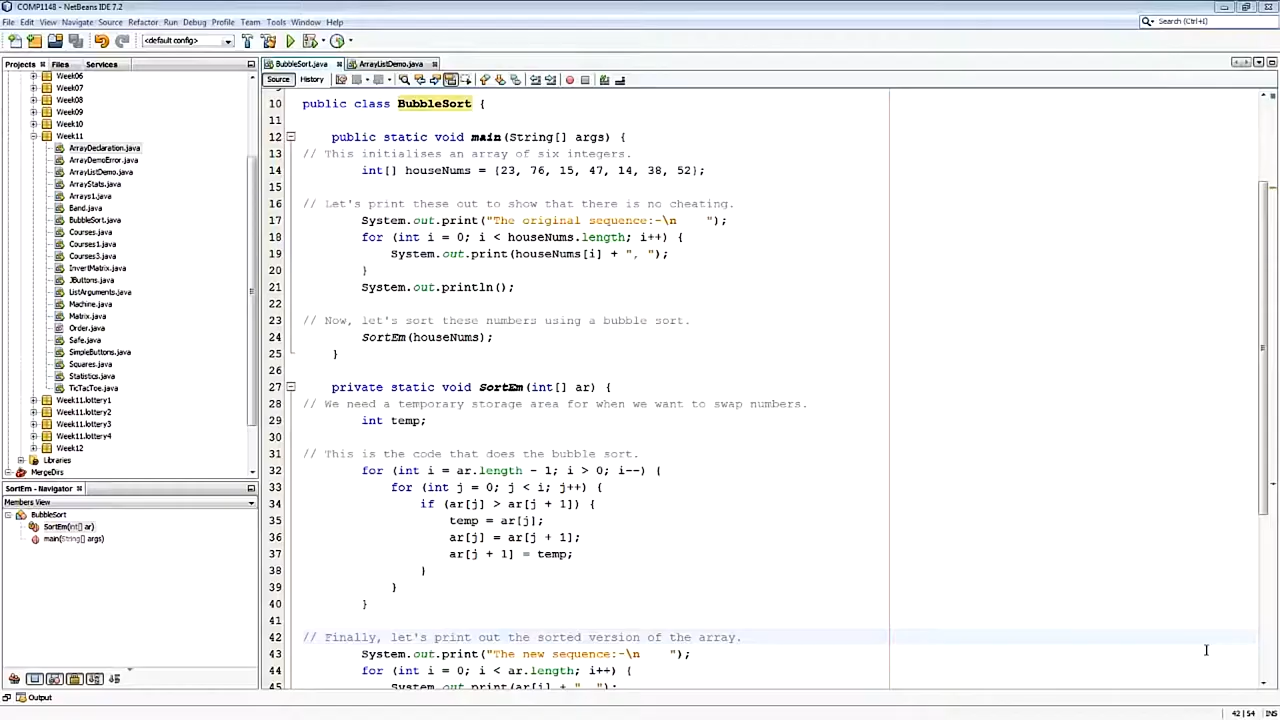 COMP1148 - NetBeans IDE 7.2
File Edit View Navigate Source Refactor Run Debug Profile Team Tools Window Help
Search (Ctrl+I)
<default config>
Projects Files Services
Week06
Week07
Week08
Week09
Week10
Week11
ArrayDeclaration.java
ArrayDemoError.java
ArrayListDemo.java
ArrayStats.java
Arrays1.java
Band.java
BubbleSort.java
Courses.java
Courses1.java
Courses3.java
InvertMatrix.java
JButtons.java
ListArguments.java
Machine.java
Matrix.java
Order.java
Safe.java
SimpleButtons.java
Squares.java
Statistics.java
TicTacToe.java
Week11.lottery1
Week11.lottery2
Week11.lottery3
Week11.lottery4
Week12
Libraries
MergeDirs
SortEm - Navigator
Members View
BubbleSort
SortEm(int[] ar)
main(String[] args)
BubbleSort.java ArrayListDemo.java
Source History
10 public class BubbleSort {
11
12 public static void main(String[] args) {
13 // This initialises an array of six integers.
14 int[] houseNums = {23, 76, 15, 47, 14, 38, 52};
15
16 // Let's print these out to show that there is no cheating.
17 System.out.print("The original sequence:-\n    ");
18 for (int i = 0; i < houseNums.length; i++) {
19 System.out.print(houseNums[i] + ", ");
20 }
21 System.out.println();
22
23 // Now, let's sort these numbers using a bubble sort.
24 SortEm(houseNums);
25 }
26
27 private static void SortEm(int[] ar) {
28 // We need a temporary storage area for when we want to swap numbers.
29 int temp;
30
31 // This is the code that does the bubble sort.
32 for (int i = ar.length - 1; i > 0; i--) {
33 for (int j = 0; j < i; j++) {
34 if (ar[j] > ar[j + 1]) {
35 temp = ar[j];
36 ar[j] = ar[j + 1];
37 ar[j + 1] = temp;
38 }
39 }
40 }
41
42 // Finally, let's print out the sorted version of the array.
43 System.out.print("The new sequence:-\n    ");
44 for (int i = 0; i < ar.length; i++) {
45 System.out.print(ar[i] + ", ");
Output
42 | 54 INS